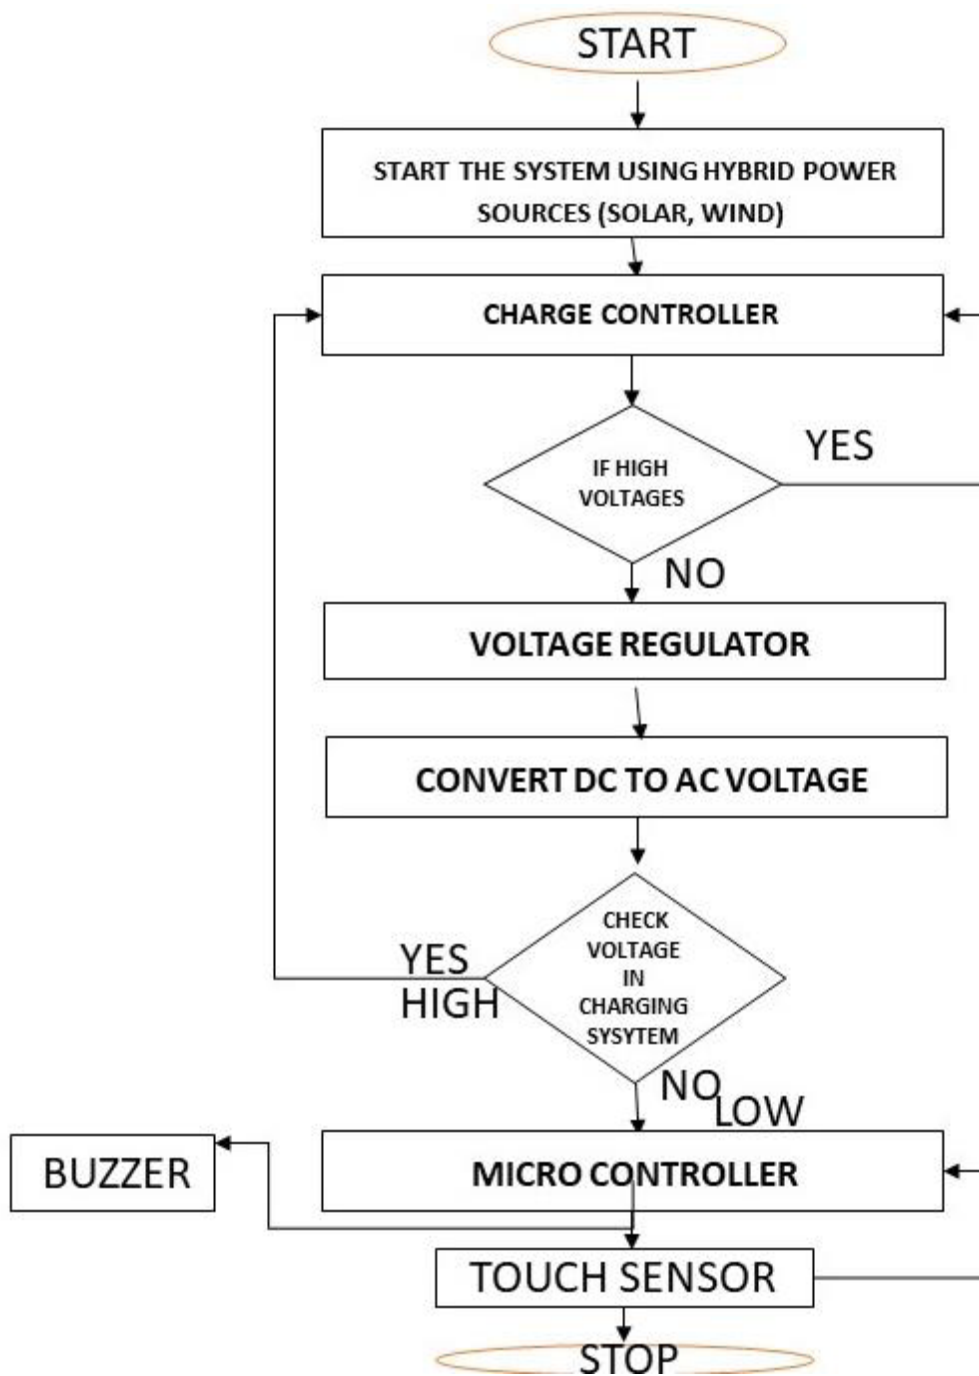 START
START THE SYSTEM USING HYBRID POWER
SOURCES (SOLAR, WIND)
CHARGE CONTROLLER
YES
IF HIGH
VOLTAGES
NO
VOLTAGE REGULATOR
CONVERT DC TO AC VOLTAGE
CHECK
VOLTAGE
IN
CHARGING
SYSYTEM
YES
HIGH
NO
LOW
BUZZER
MICRO CONTROLLER
TOUCH SENSOR
STOP